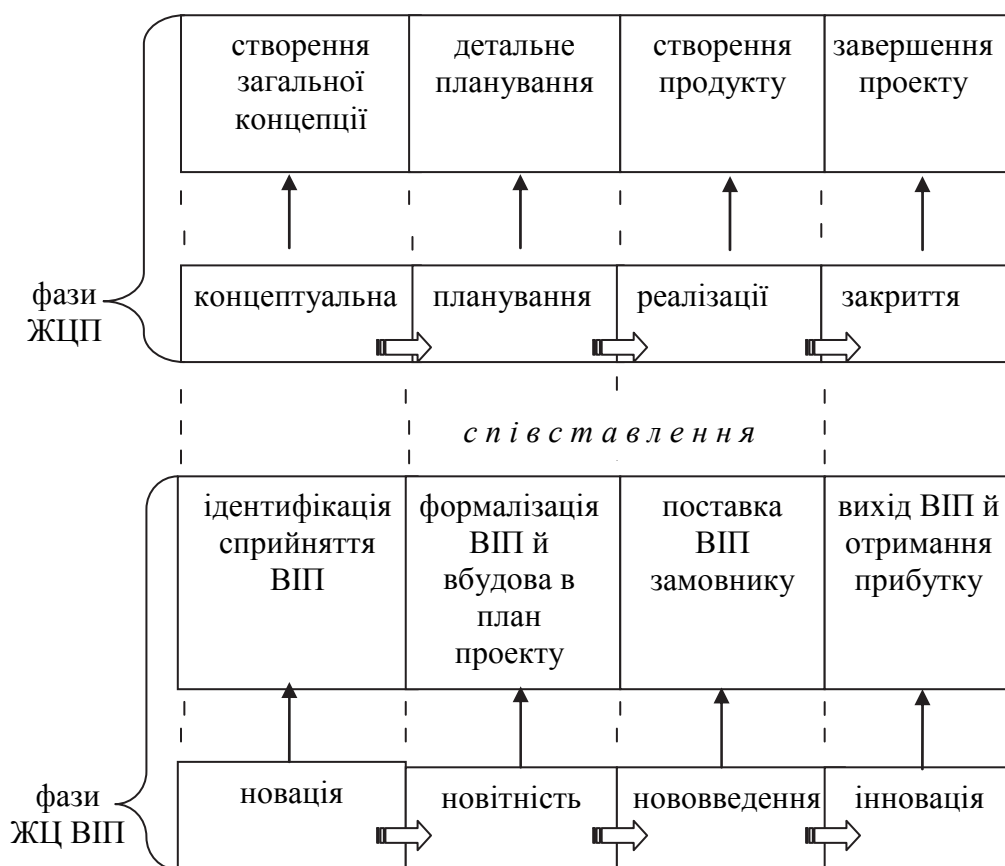 створення
загальної
концепції
детальне
планування
створення
продукту
завершення
проекту
фази
ЖЦП
концептуальна
планування
реалізації
закриття
співставлення
ідентифікація
сприйняття
ВІП
формалізація
ВІП й
вбудова в
план
проекту
поставка
ВІП
замовнику
вихід ВІП й
отримання
прибутку
фази
ЖЦ ВІП
новація
новітність
нововведення
інновація